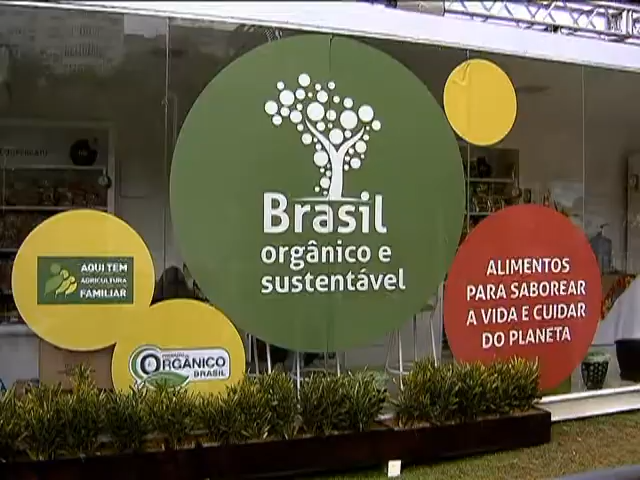 Brasil
orgânico e
sustentável
AQUI TEM
AGRICULTURA
FAMILIAR
ORGÂNICO
BRASIL
ALIMENTOS
PARA SABOREAR
A VIDA E CUIDAR
DO PLANETA